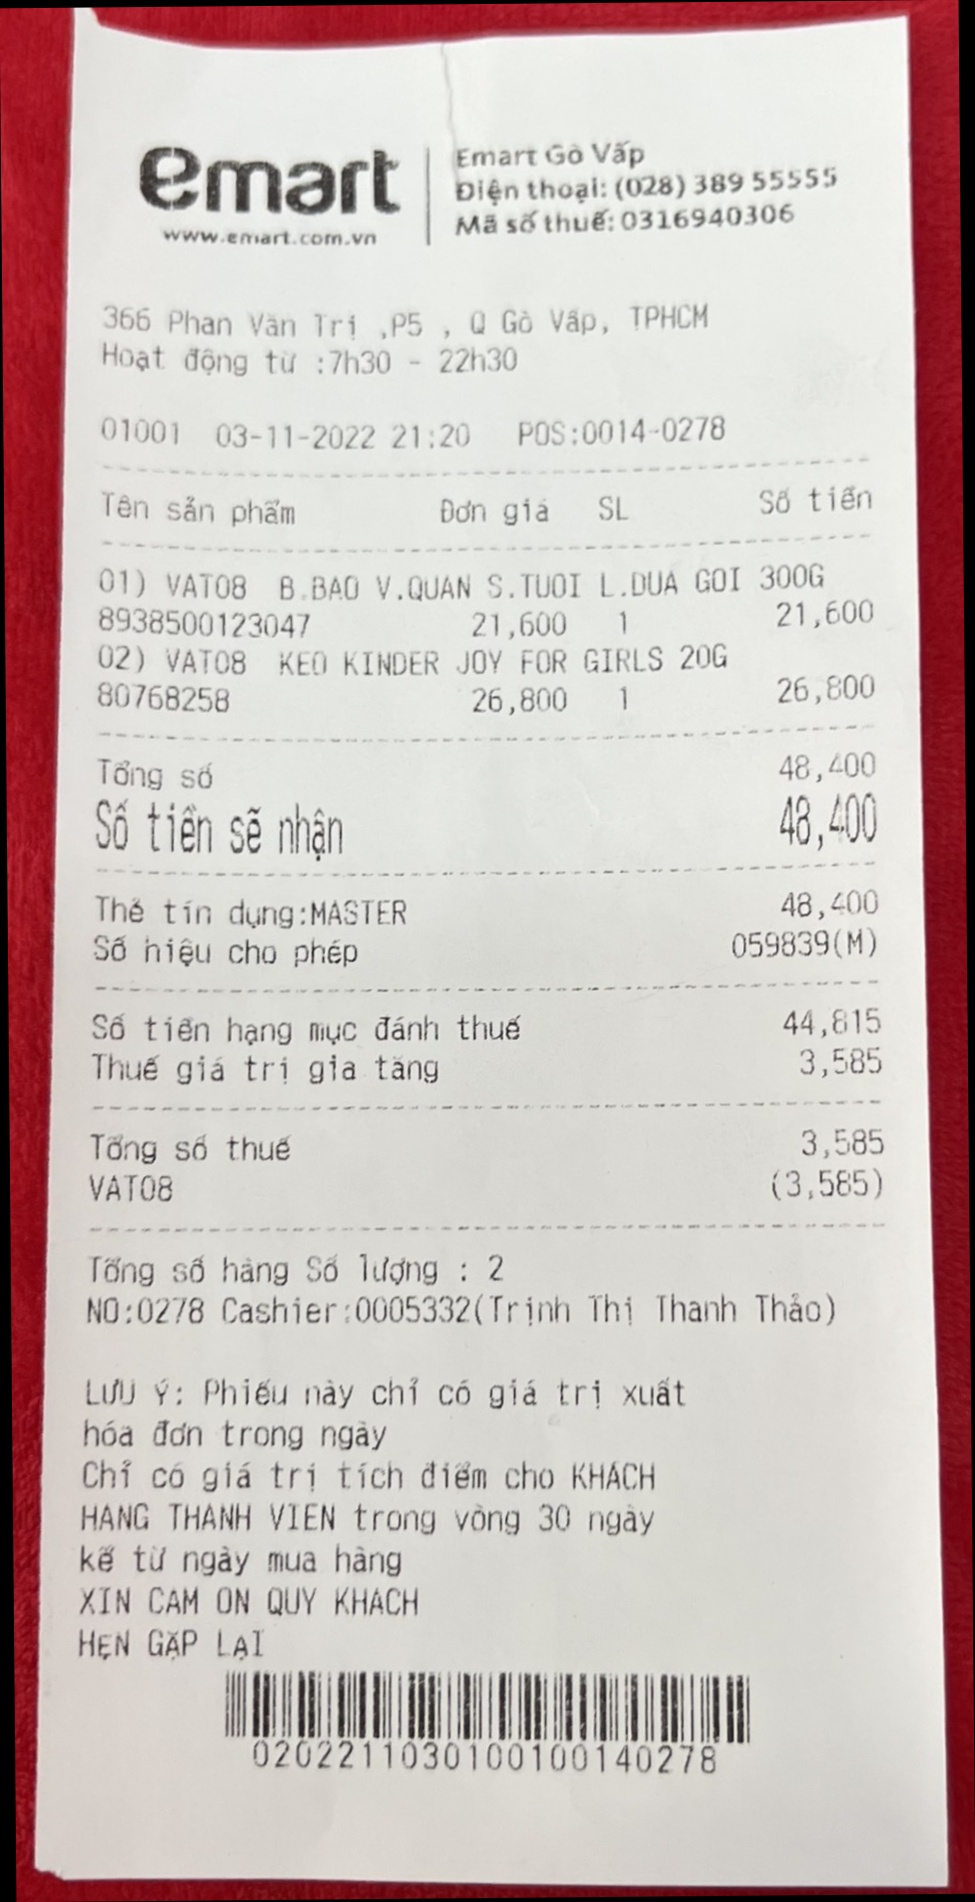 emart
www.emart.com.vn
Emart Gò Vấp
Điện thoại: (028) 389 55555
Mã số thuế: 0316940306
366 Phan Văn Trị ,P5 , Q Gò Vấp, TPHCM
Hoạt động từ :7h30 - 22h30
01001 03-11-2022 21:20 POS:0014-0278
Tên sản phẩm Đơn giá SL Số tiền
01) VAT08 B.BAO V.QUAN S.TUOI L.DUA GOI 300G
8938500123047 21,600 1 21,600
02) VAT08 KEO KINDER JOY FOR GIRLS 20G
80768258 26,800 1 26,800
Tổng số 48,400
Số tiền sẽ nhận 48,400
Thẻ tín dụng:MASTER 48,400
Số hiệu cho phép 059839(M)
Số tiền hạng mục đánh thuế 44,815
Thuế giá trị gia tăng 3,585
Tổng số thuế 3,585
VAT08 (3,585)
Tổng số hàng Số lượng : 2
NO:0278 Cashier:0005332(Trịnh Thị Thanh Thảo)
LƯU Ý: Phiếu này chỉ có giá trị xuất
hóa đơn trong ngày
Chỉ có giá trị tích điểm cho KHÁCH
HANG THANH VIEN trong vòng 30 ngày
kể từ ngày mua hàng
XIN CAM ON QUY KHACH
HẸN GẶP LẠI
0202211030100100140278